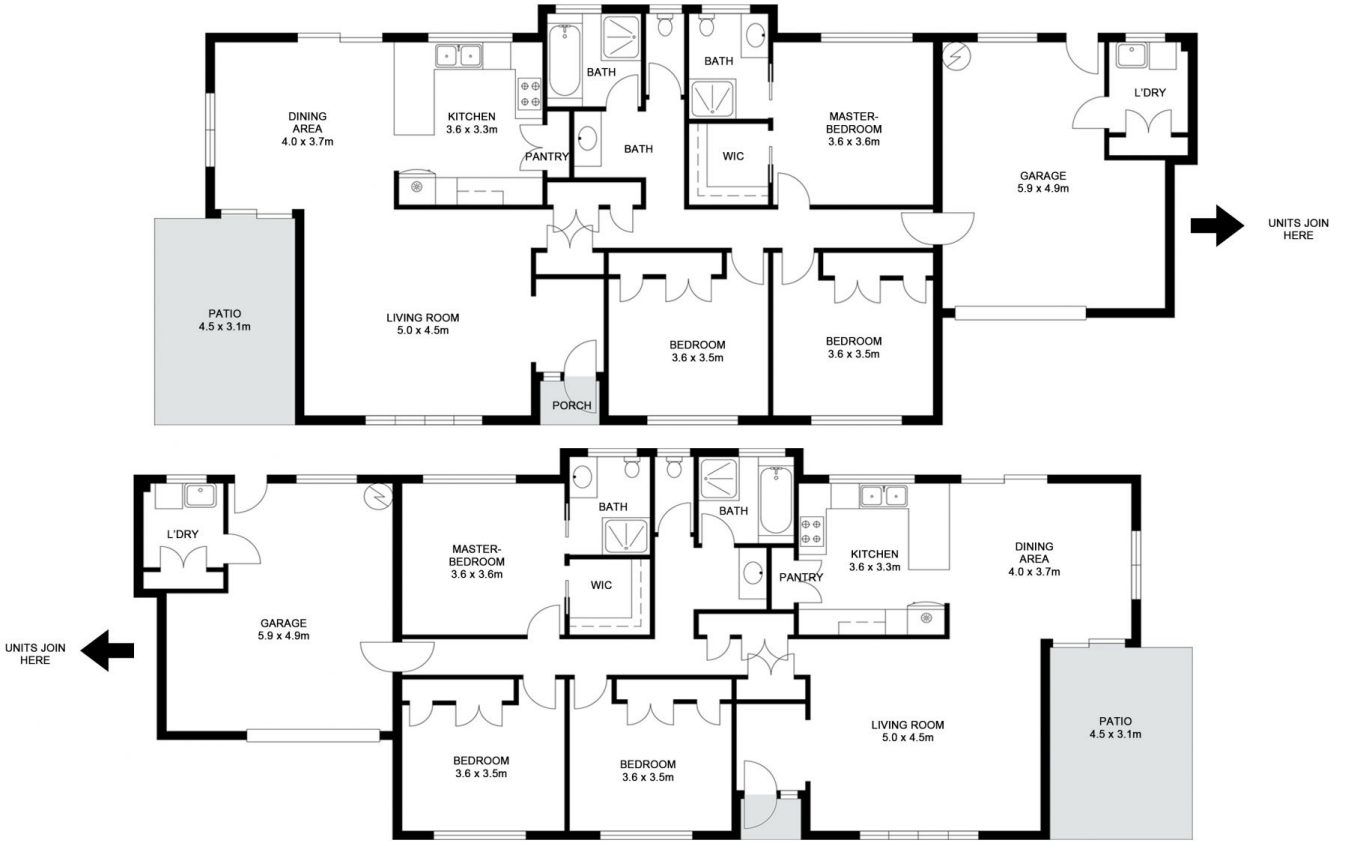 BATH
BATH
L'DRY
DINING
AREA
4.0 x 3.7m
KITCHEN
3.6 x 3.3m
MASTER-
BEDROOM
3.6 x 3.6m
PANTRY
BATH
WIC
GARAGE
5.9 x 4.9m
UNITS JOIN
HERE
PATIO
4.5 x 3.1m
LIVING ROOM
5.0 x 4.5m
BEDROOM
3.6 x 3.5m
BEDROOM
3.6 x 3.5m
PORCH
BATH
BATH
L'DRY
MASTER-
BEDROOM
3.6 x 3.6m
KITCHEN
3.6 x 3.3m
DINING
AREA
4.0 x 3.7m
WIC
PANTRY
GARAGE
5.9 x 4.9m
UNITS JOIN
HERE
LIVING ROOM
5.0 x 4.5m
PATIO
4.5 x 3.1m
BEDROOM
3.6 x 3.5m
BEDROOM
3.6 x 3.5m